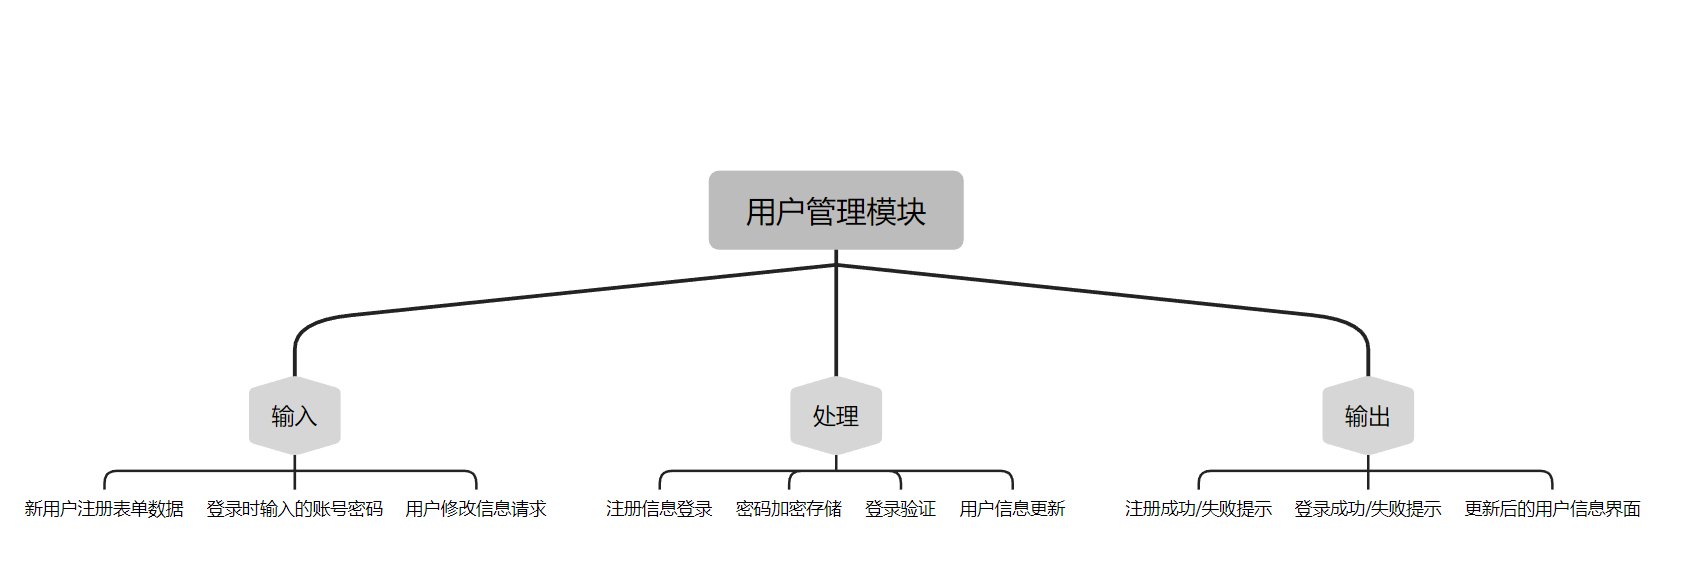 用户管理模块
输入
处理
输出
新用户注册表单数据
登录时输入的账号密码
用户修改信息请求
注册信息登录
密码加密存储
登录验证
用户信息更新
注册成功/失败提示
登录成功/失败提示
更新后的用户信息界面